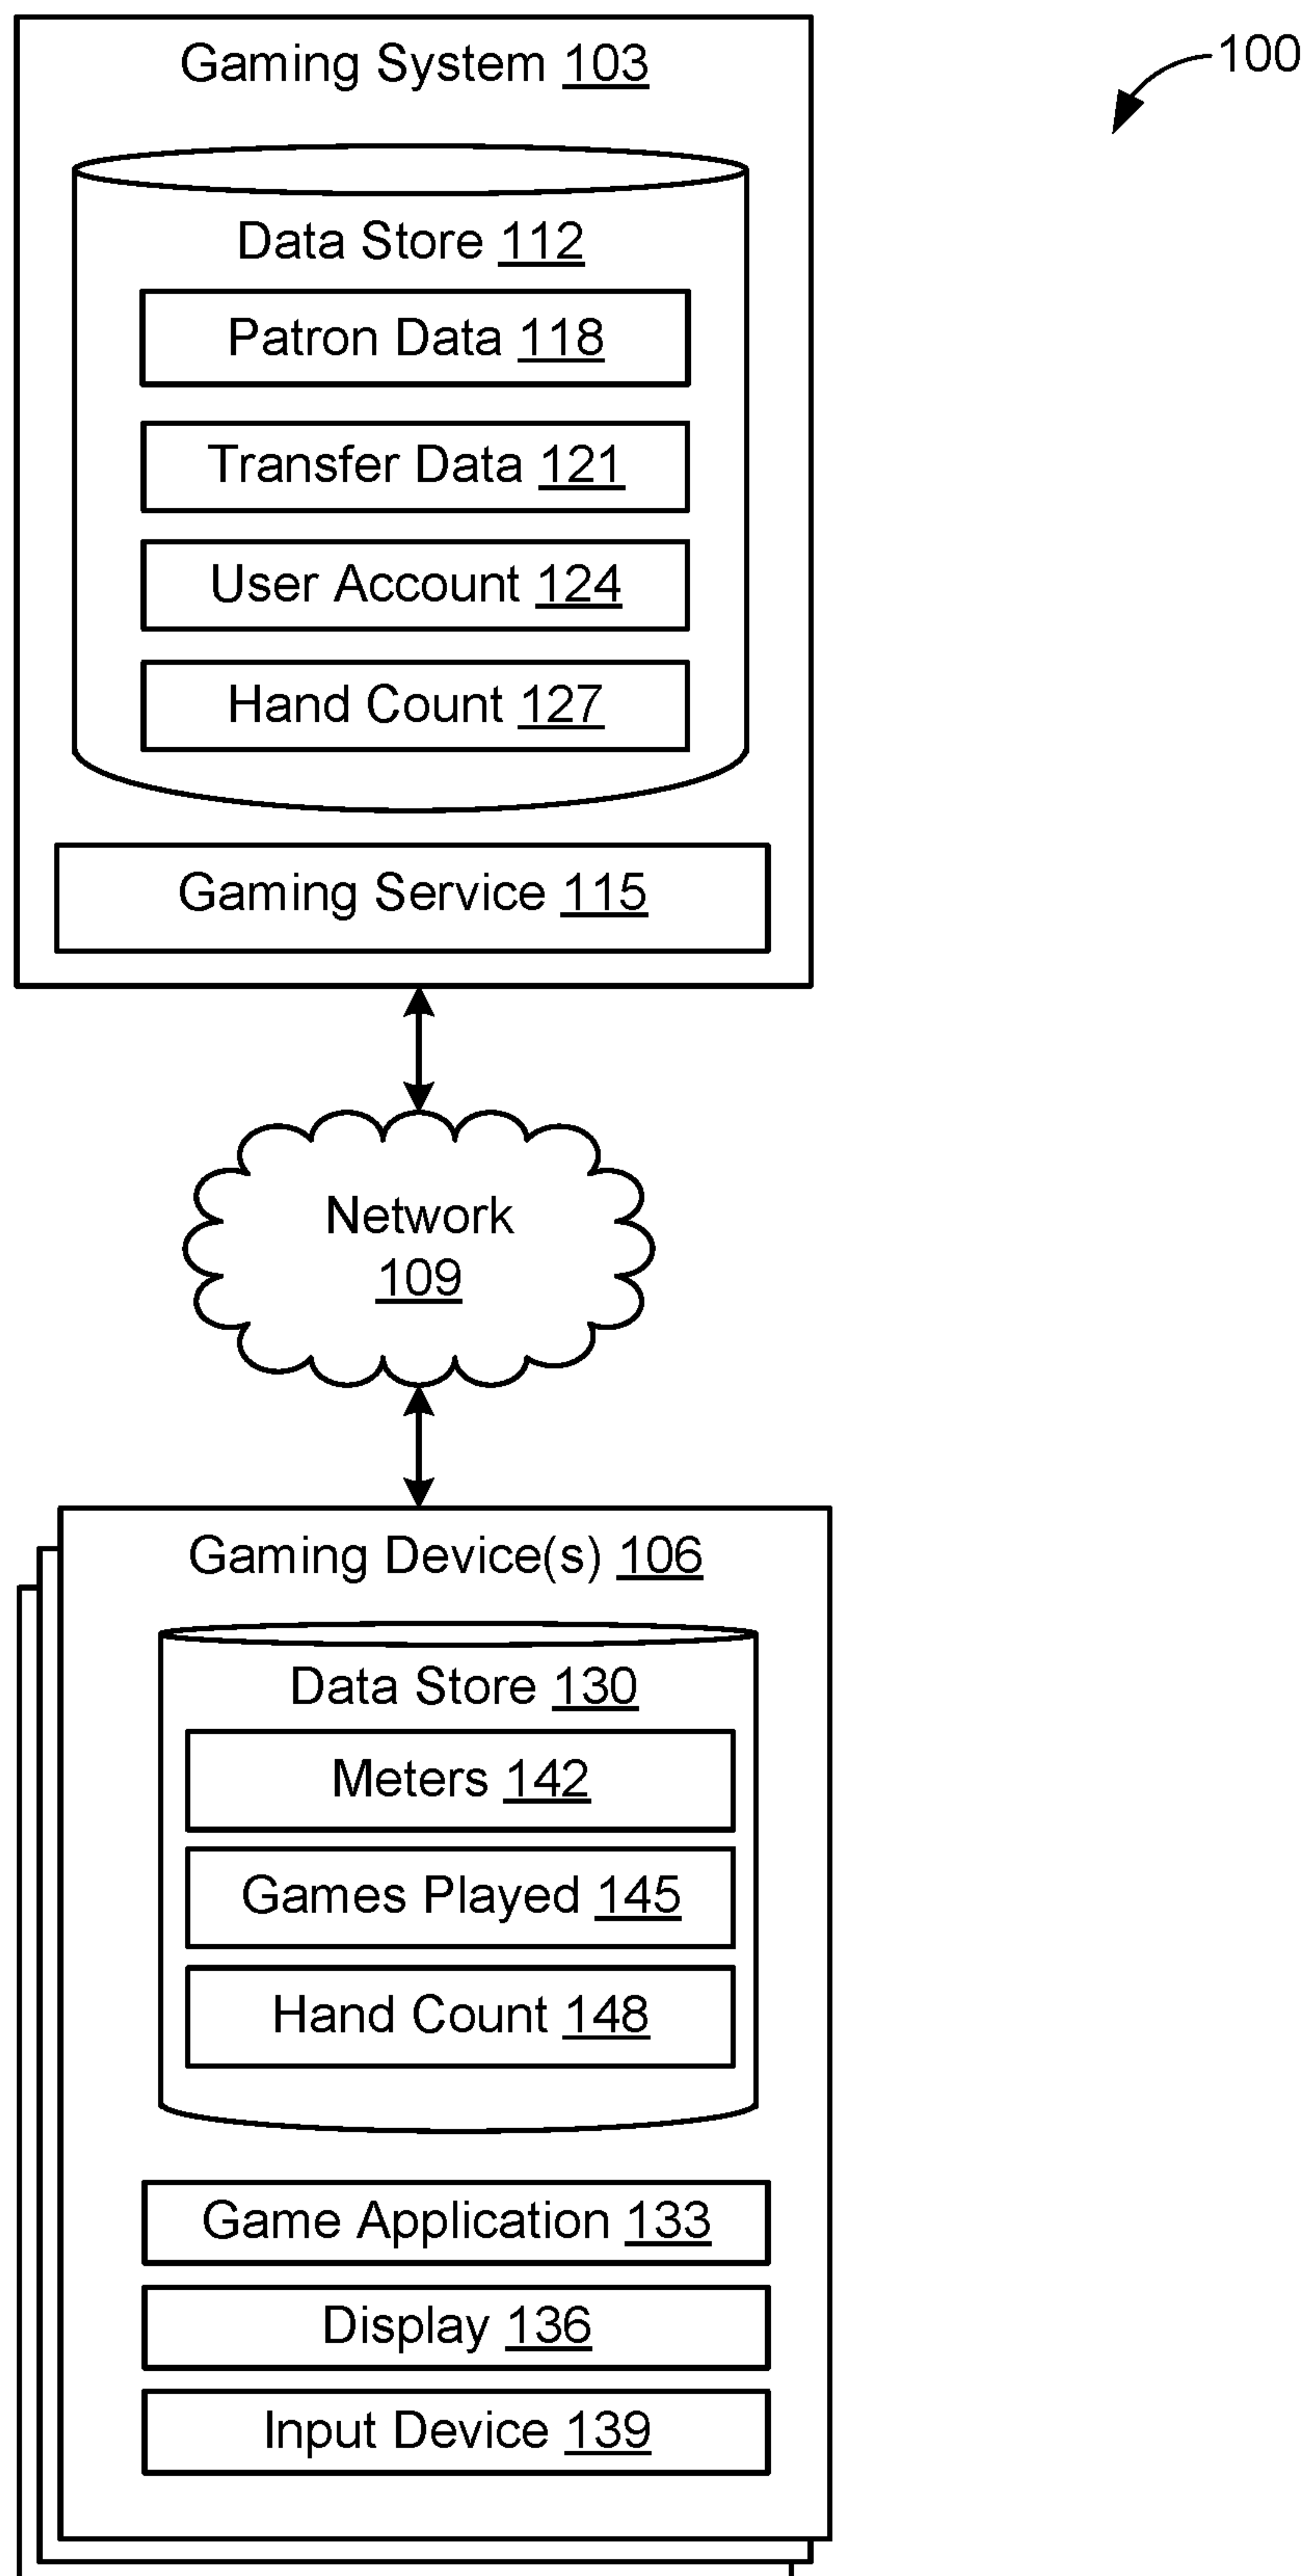 Gaming System 103
100
Data Store 112
Patron Data 118
Transfer Data 121
User Account 124
Hand Count 127
Gaming Service 115
Network
109
Gaming Device(s) 106
Data Store 130
Meters 142
Games Played 145
Hand Count 148
Game Application 133
Display 136
Input Device 139